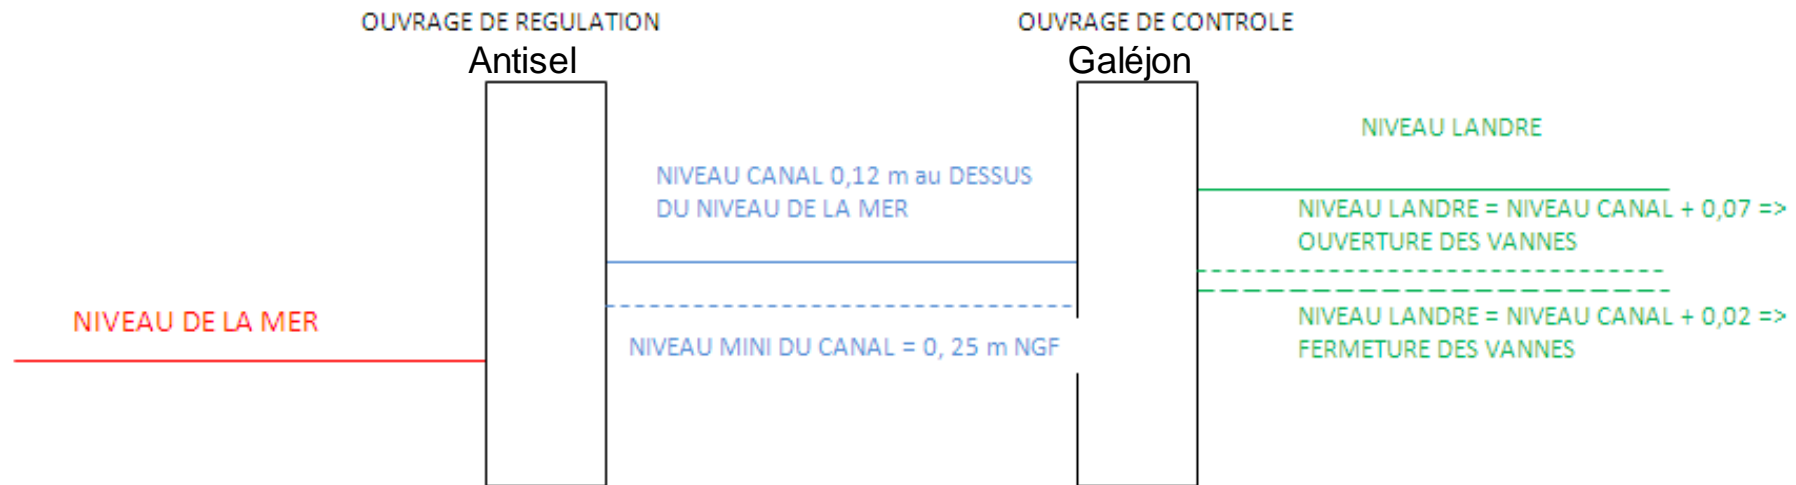 OUVRAGE DE REGULATION
Antisel
OUVRAGE DE CONTROLE
Galéjon
NIVEAU LANDRE
NIVEAU CANAL 0,12 m au DESSUS
DU NIVEAU DE LA MER
NIVEAU LANDRE = NIVEAU CANAL + 0,07 =>
OUVERTURE DES VANNES
NIVEAU DE LA MER
NIVEAU MINI DU CANAL = 0, 25 m NGF
NIVEAU LANDRE = NIVEAU CANAL + 0,02 =>
FERMETURE DES VANNES